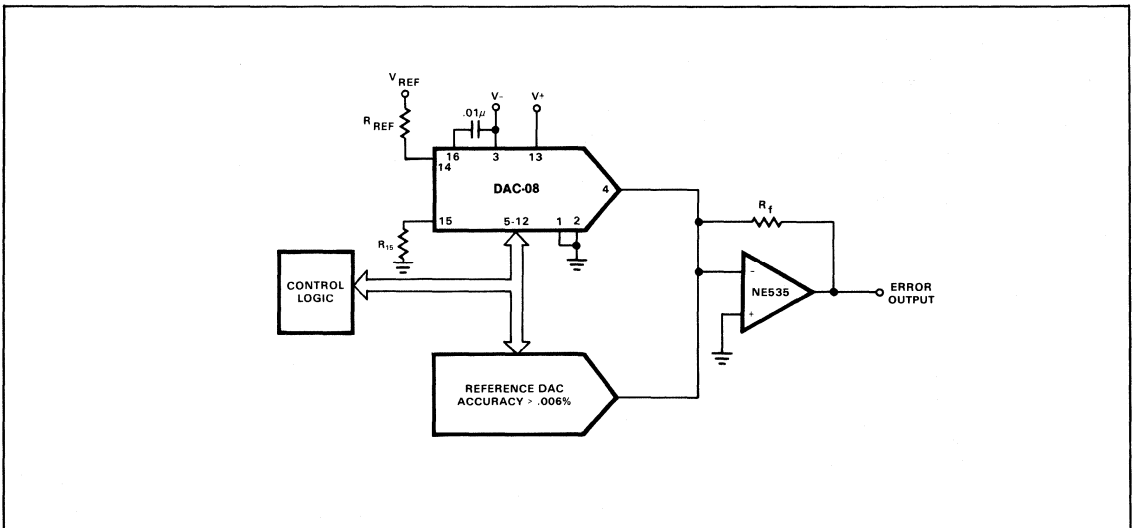 V REF
R REF
.01μ
V-
V+
16
3
13
14
DAC-08
4
15
5-12
1
2
R15
Rf
CONTROL
LOGIC
-
NE535
+
ERROR
OUTPUT
REFERENCE DAC
ACCURACY > .006%